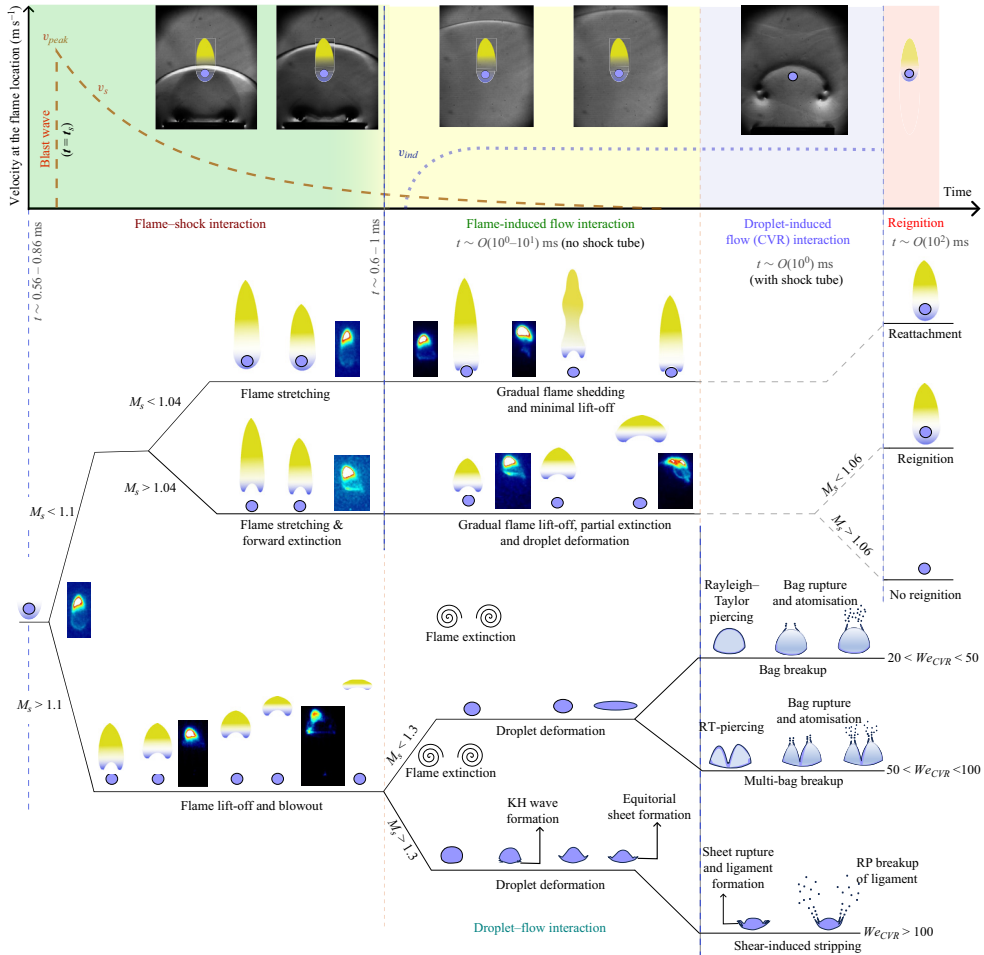 Velocity at the flame location (m s⁻¹)
v_peak
v_s
Blast wave
(t = t_s)
v_ind
Time
Flame–shock interaction
Flame-induced flow interaction
t ∼ O(10⁰–10¹) ms (no shock tube)
Droplet-induced
flow (CVR) interaction
t ∼ O(10⁰) ms
(with shock tube)
Reignition
t ∼ O(10²) ms
t ∼ 0.56 – 0.86 ms
t ∼ 0.6 – 1 ms
Reattachment
M_s < 1.04
Flame stretching
Gradual flame shedding
and minimal lift-off
M_s > 1.04
M_s < 1.06
Reignition
M_s < 1.1
Flame stretching &
forward extinction
Gradual flame lift-off, partial extinction
and droplet deformation
M_s > 1.06
No reignition
Rayleigh–
Taylor
piercing
Bag rupture
and atomisation
Flame extinction
Bag breakup
20 < We_CVR < 50
M_s > 1.1
M_s < 1.3
Droplet deformation
RT-piercing
Bag rupture
and atomisation
Flame extinction
Multi-bag breakup
50 < We_CVR <100
Flame lift-off and blowout
M_s > 1.3
KH wave
formation
Equitorial
sheet formation
Droplet deformation
Sheet rupture
and ligament
formation
RP breakup
of ligament
Droplet–flow interaction
Shear-induced stripping
We_CVR > 100